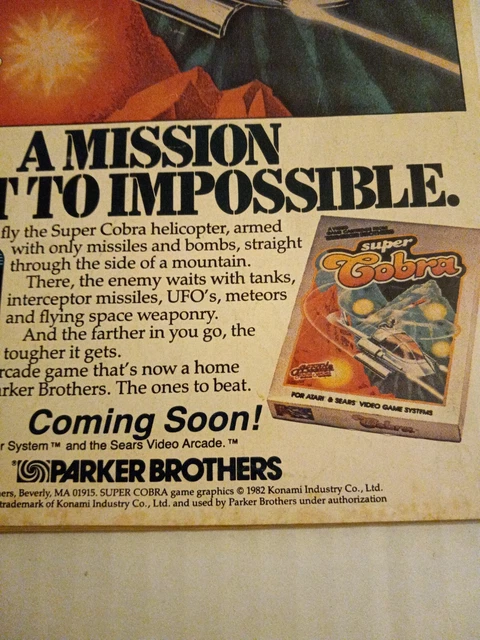 A MISSION
T TO IMPOSSIBLE.
fly the Super Cobra helicopter, armed
with only missiles and bombs, straight
through the side of a mountain.
There, the enemy waits with tanks,
interceptor missiles, UFO's, meteors
and flying space weaponry.
And the farther in you go, the
tougher it gets.
rcade game that's now a home
rker Brothers. The ones to beat.
Coming Soon!
r System™ and the Sears Video Arcade.™
PARKER BROTHERS
ers, Beverly, MA 01915. SUPER COBRA game graphics © 1982 Konami Industry Co., Ltd.
trademark of Konami Industry Co., Ltd. and used by Parker Brothers under authorization
super
Cobra
FOR ATARI & SEARS VIDEO GAME SYSTEMS